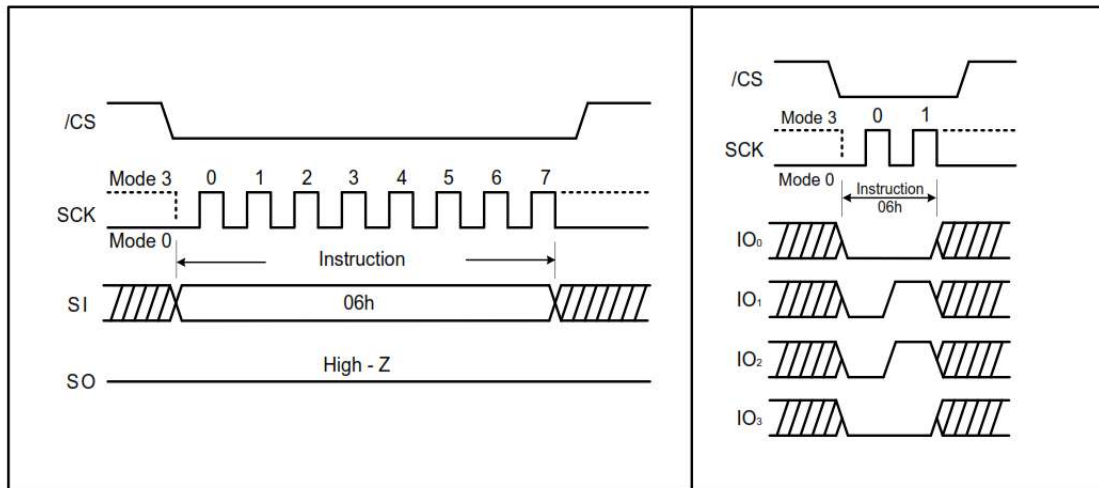 /CS
Mode 3
0 1 2 3 4 5 6 7
SCK
Mode 0
Instruction
SI
06h
High - Z
SO
/CS
0 1
Mode 3
SCK
Mode 0
Instruction
06h
IO₀
IO₁
IO₂
IO₃